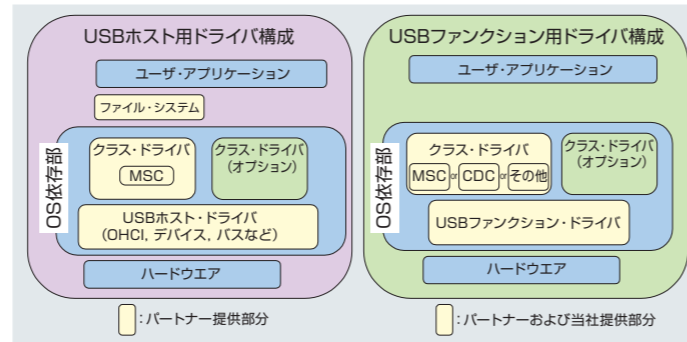 USBホスト用ドライバ構成
ユーザ・アプリケーション
ファイル・システム
OS依存部
クラス・ドライバ
MSC
クラス・ドライバ
(オプション)
USBホスト・ドライバ
(OHCI, デバイス, バスなど)
ハードウエア
:パートナー提供部分
USBファンクション用ドライバ構成
ユーザ・アプリケーション
OS依存部
クラス・ドライバ
MSC or CDC or その他
クラス・ドライバ
(オプション)
USBファンクション・ドライバ
ハードウエア
:パートナーおよび当社提供部分